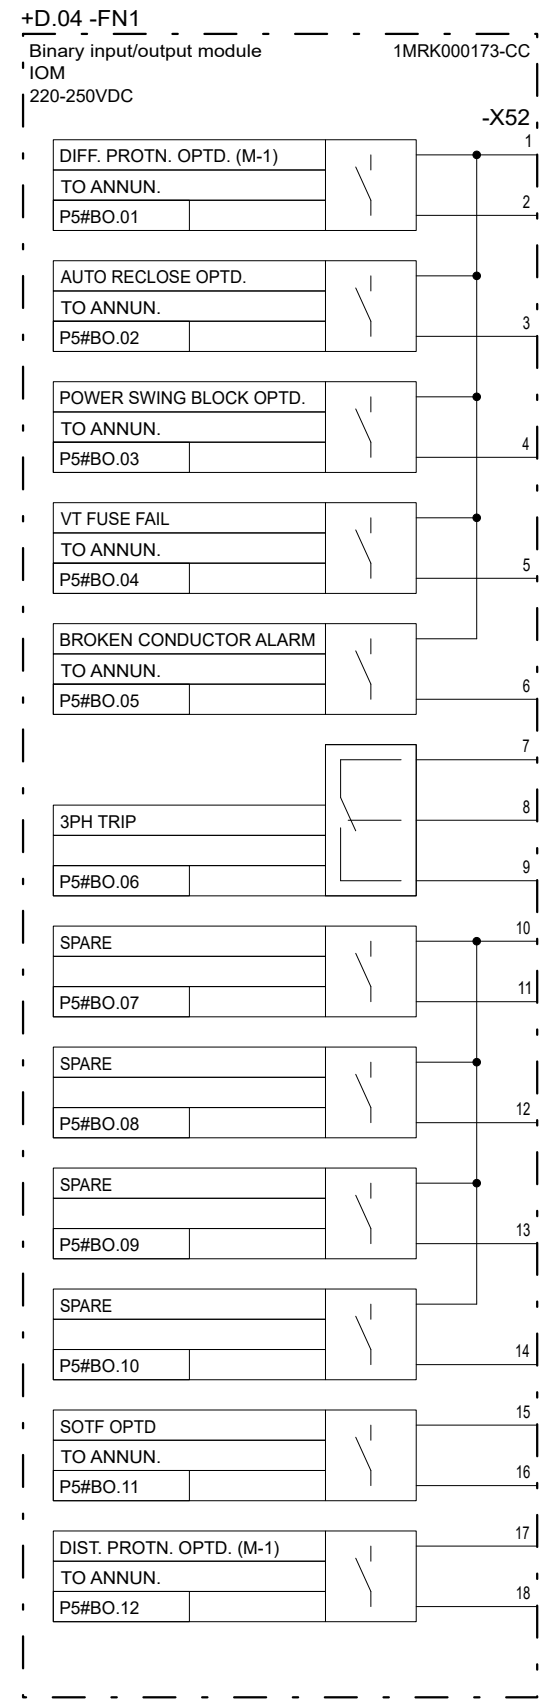 +D.04 -FN1
Binary input/output module 1MRK000173-CC
IOM
220-250VDC
-X52
1
DIFF. PROTN. OPTD. (M-1)
TO ANNUN.
2
P5#BO.01
AUTO RECLOSE OPTD.
TO ANNUN.
3
P5#BO.02
POWER SWING BLOCK OPTD.
TO ANNUN.
4
P5#BO.03
VT FUSE FAIL
TO ANNUN.
5
P5#BO.04
BROKEN CONDUCTOR ALARM
TO ANNUN.
6
P5#BO.05
7
8
3PH TRIP
9
P5#BO.06
10
SPARE
11
P5#BO.07
SPARE
12
P5#BO.08
SPARE
13
P5#BO.09
SPARE
14
P5#BO.10
15
SOTF OPTD
TO ANNUN.
16
P5#BO.11
17
DIST. PROTN. OPTD. (M-1)
TO ANNUN.
18
P5#BO.12